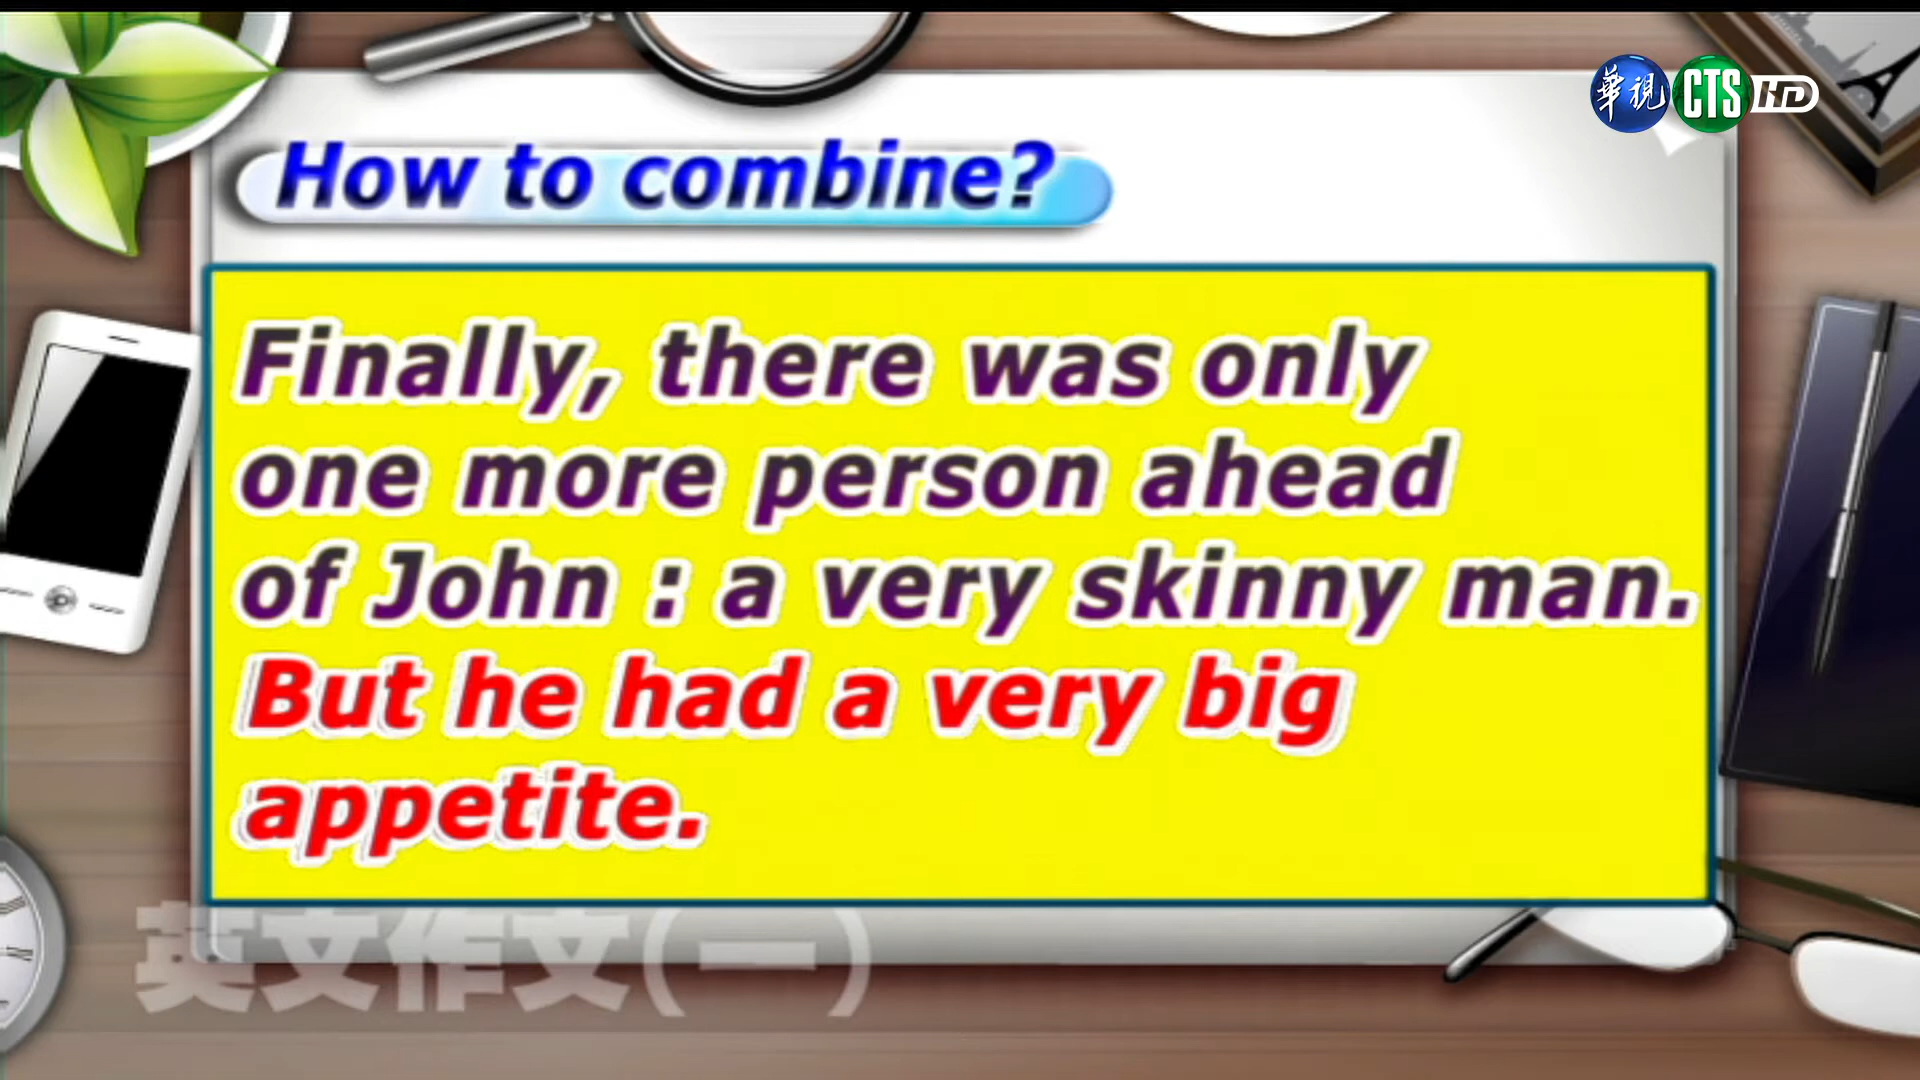 華視 CTS HD
How to combine?
Finally, there was only
one more person ahead
of John : a very skinny man.
But he had a very big
appetite.
英文作文(一)